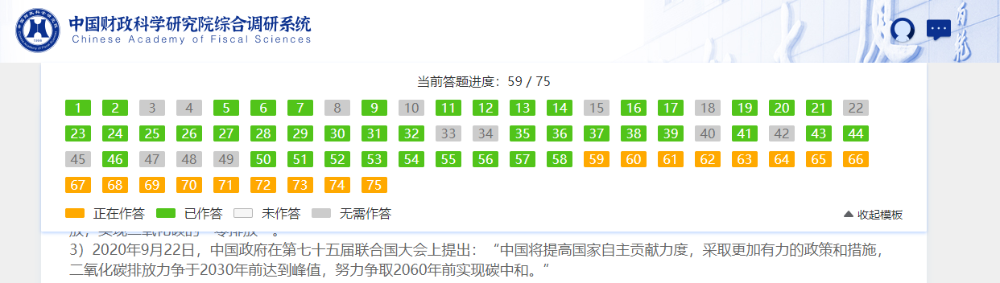 中国财政科学研究院综合调研系统
Chinese Academy of Fiscal Sciences
当前答题进度：59 / 75
1 2 3 4 5 6 7 8 9 10 11 12 13 14 15 16 17 18 19 20 21 22
23 24 25 26 27 28 29 30 31 32 33 34 35 36 37 38 39 40 41 42 43 44
45 46 47 48 49 50 51 52 53 54 55 56 57 58 59 60 61 62 63 64 65 66
67 68 69 70 71 72 73 74 75
正在作答 已作答 未作答 无需作答 收起模板
放，实现二氧化碳的“零排放”。
3）2020年9月22日，中国政府在第七十五届联合国大会上提出：“中国将提高国家自主贡献力度，采取更加有力的政策和措施，
二氧化碳排放力争于2030年前达到峰值，努力争取2060年前实现碳中和。”